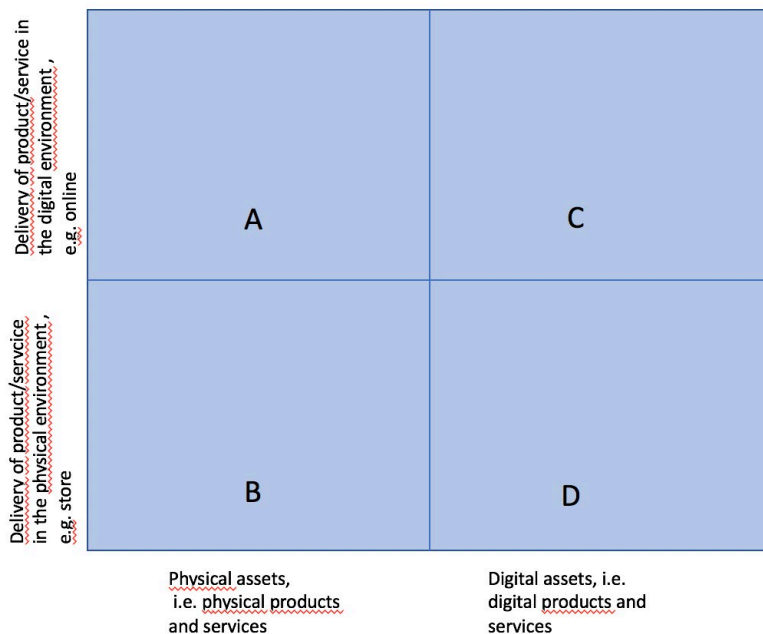 Delivery of product/service in
the digital environment ,
e.g. online
A
C
Delivery of product/servcice
in the physical environment ,
e.g. store
B
D
Physical assets,
i.e. physical products
and services
Digital assets, i.e.
digital products and
services